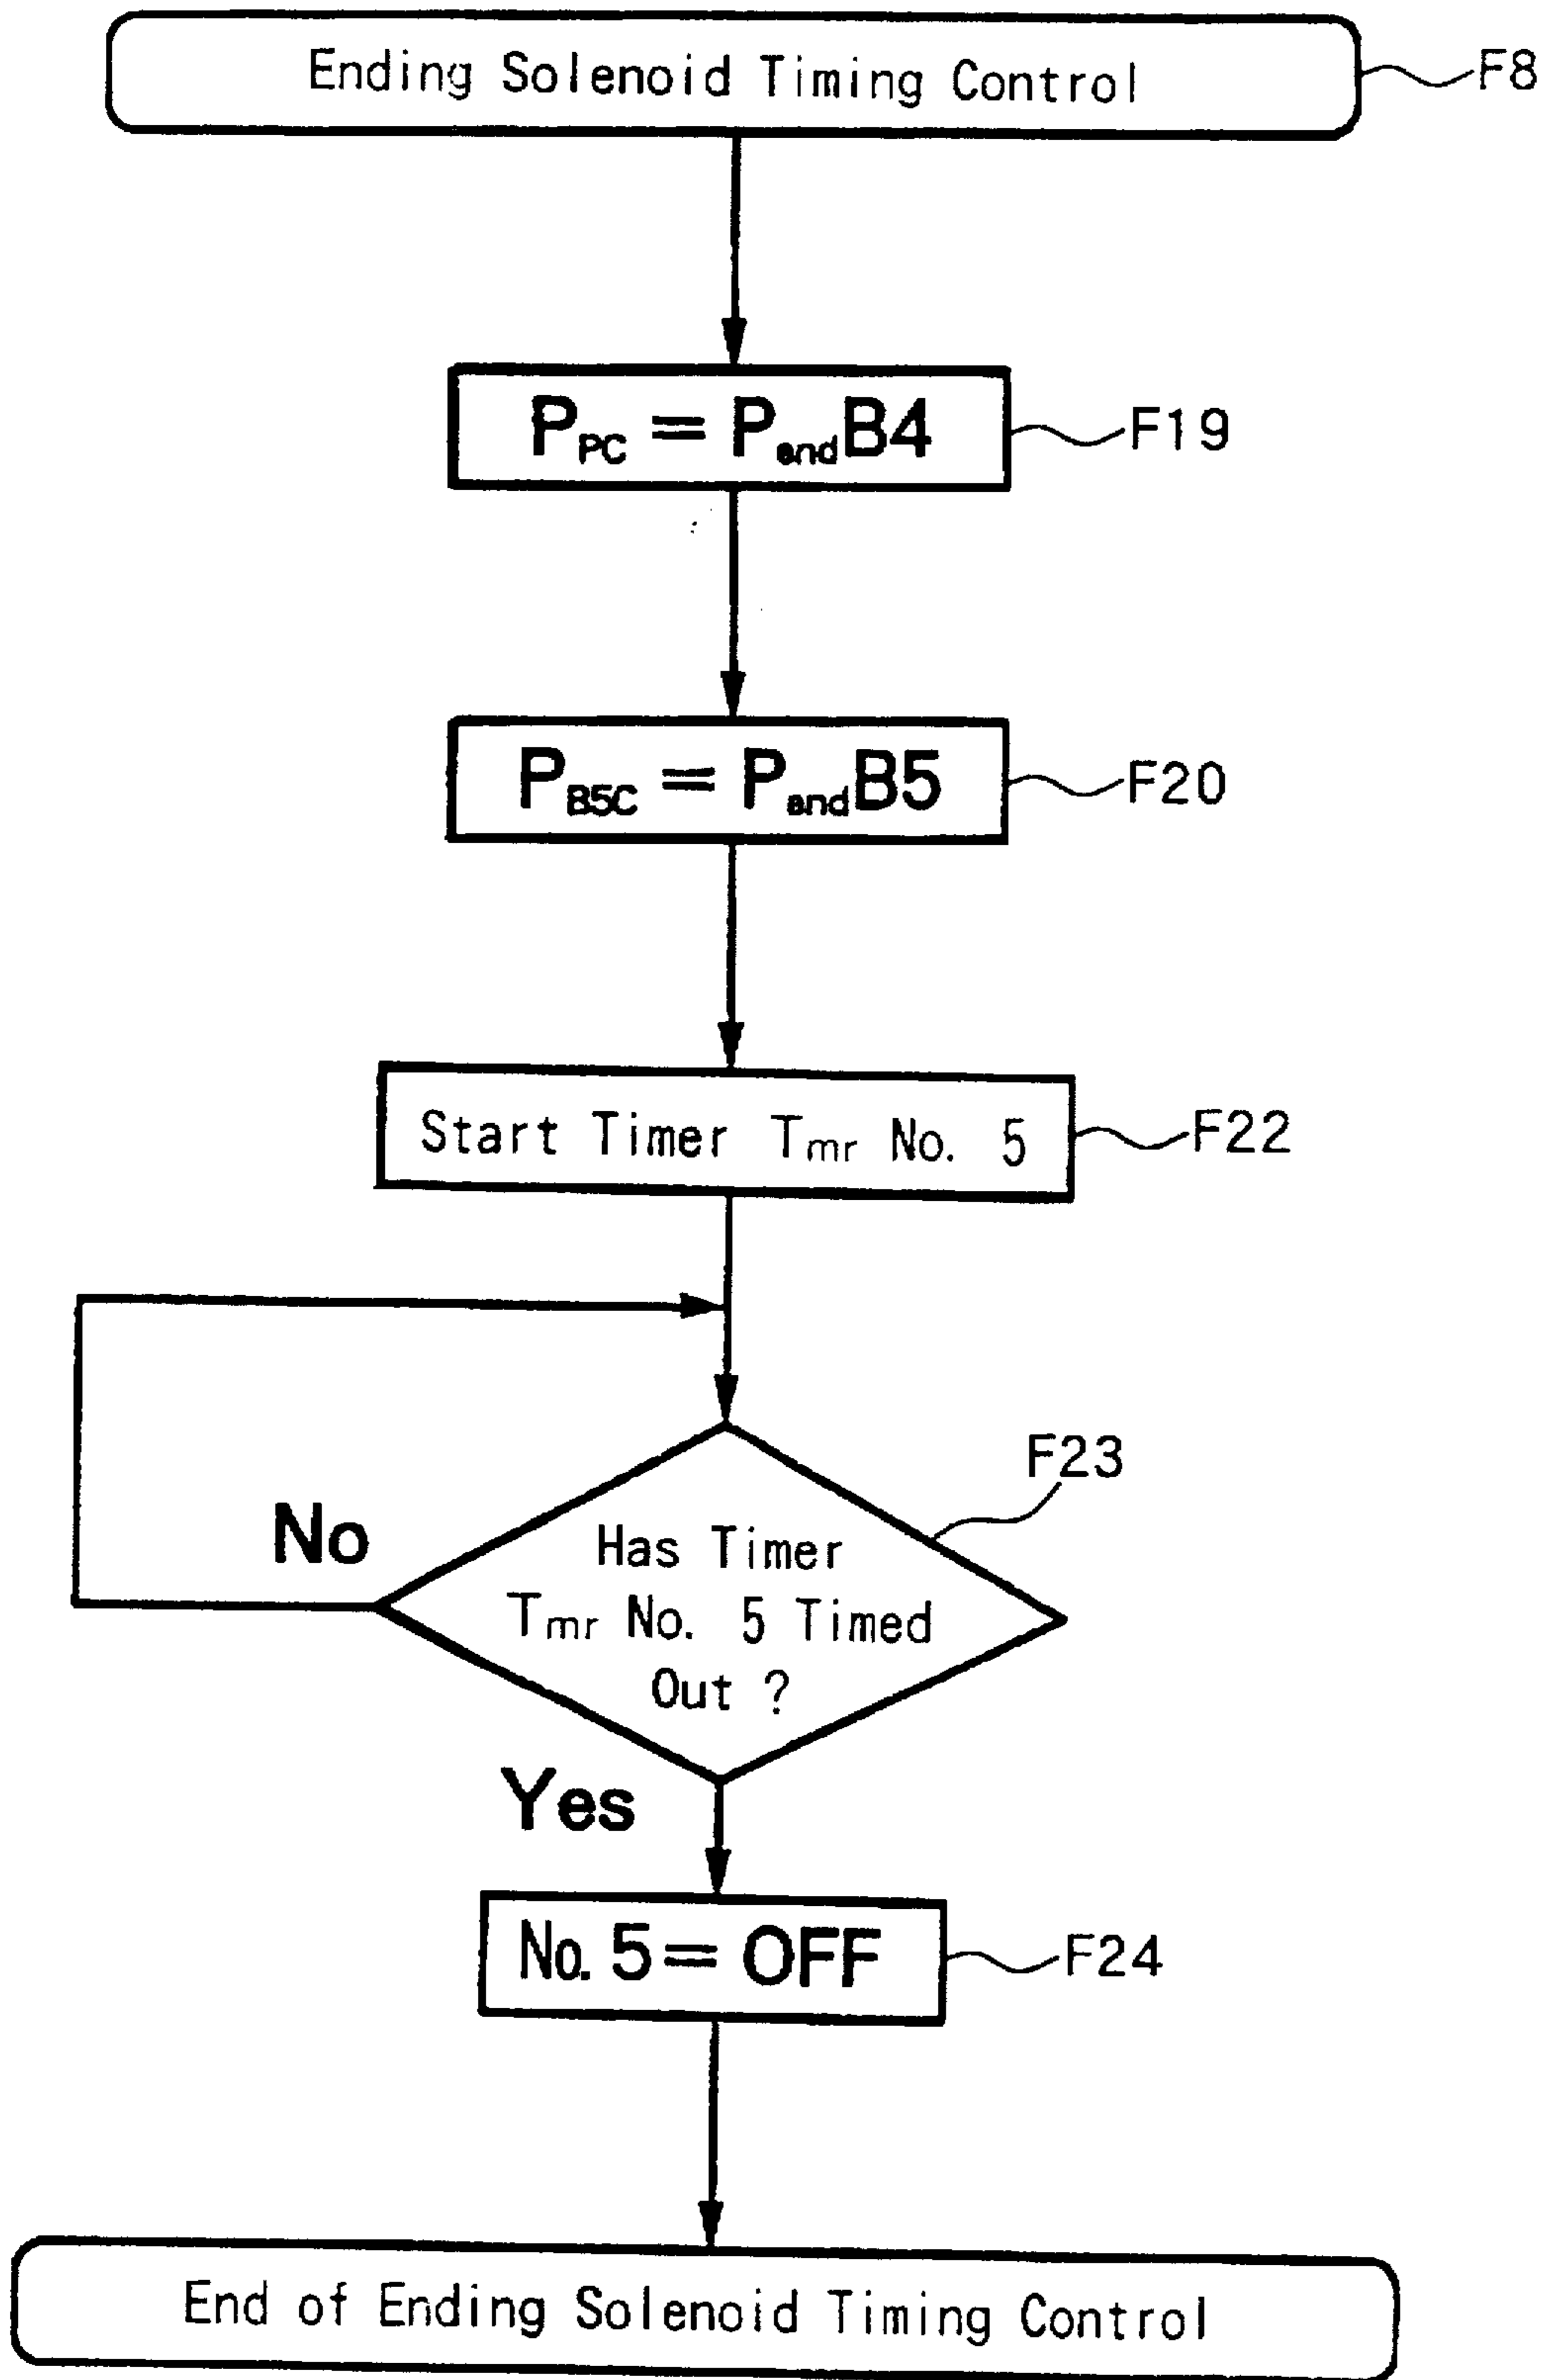 Ending Solenoid Timing Control
F8
PPC = PendB4
F19
PB5C = PendB5
F20
Start Timer Tmr No. 5
F22
F23
No
Has Timer
Tmr No. 5 Timed
Out ?
Yes
No. 5 = OFF
F24
End of Ending Solenoid Timing Control